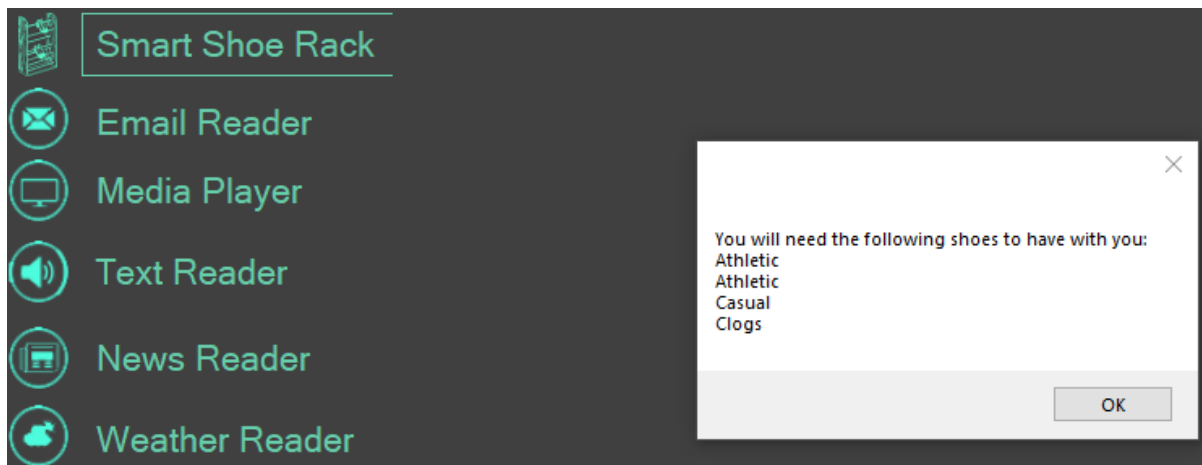 Smart Shoe Rack
Email Reader
Media Player
Text Reader
News Reader
Weather Reader
You will need the following shoes to have with you:
Athletic
Athletic
Casual
Clogs
OK